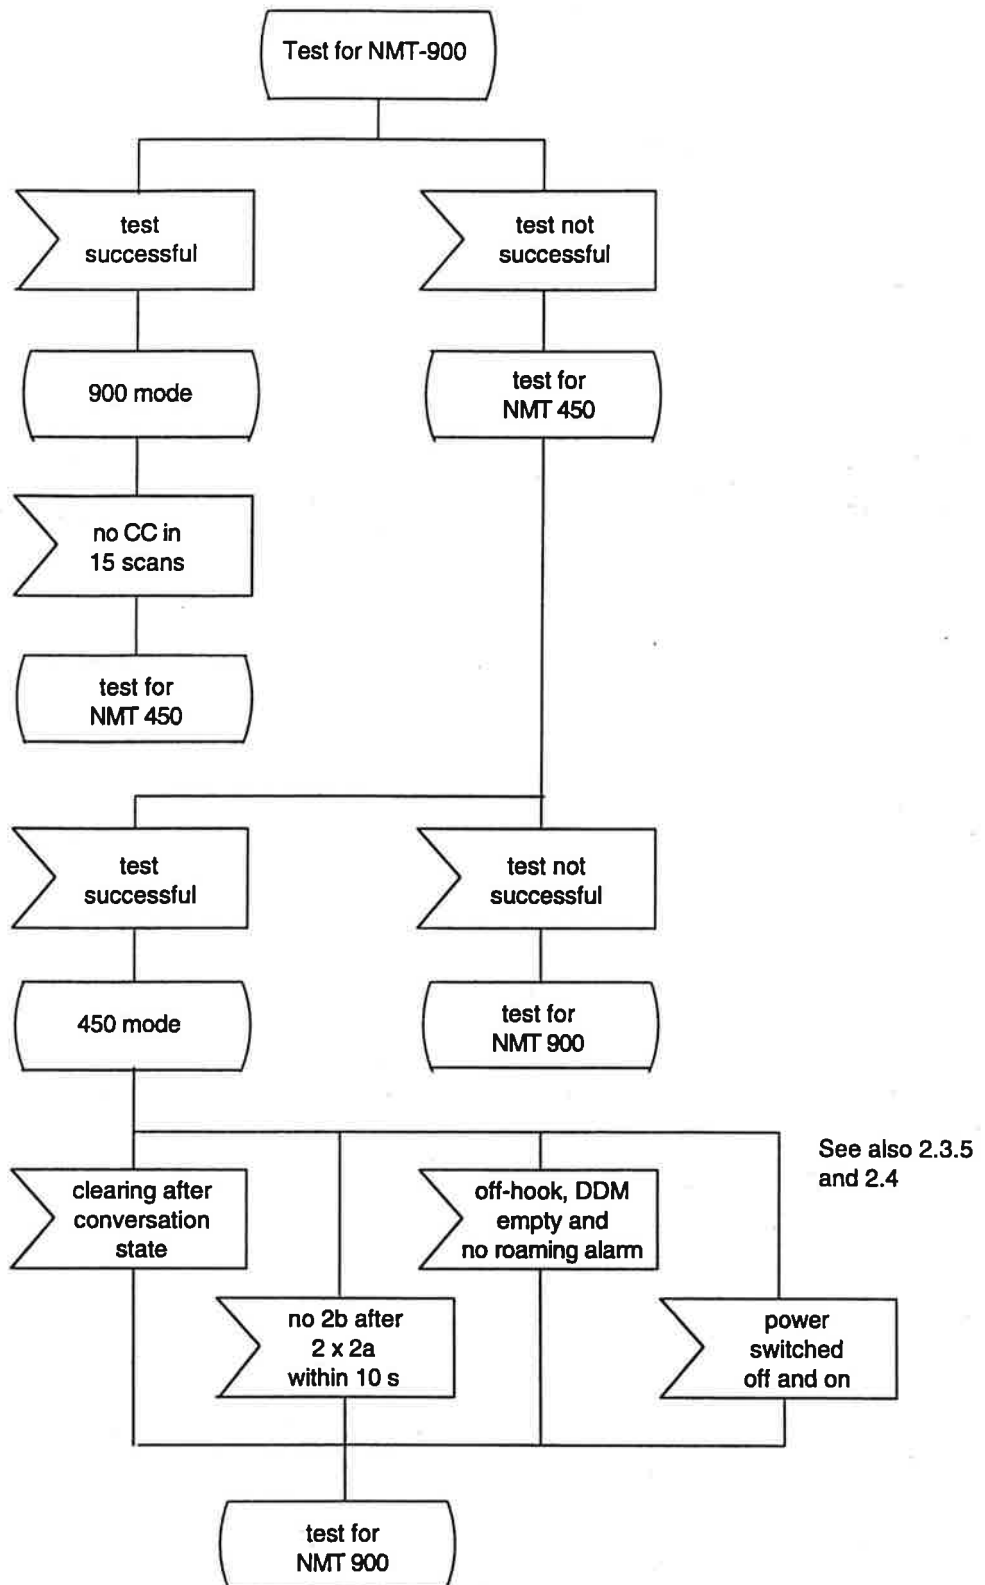 Test for NMT-900
test
successful
test not
successful
900 mode
test for
NMT 450
no CC in
15 scans
test for
NMT 450
test
successful
test not
successful
450 mode
test for
NMT 900
See also 2.3.5
and 2.4
clearing after
conversation
state
off-hook, DDM
empty and
no roaming alarm
no 2b after
2 x 2a
within 10 s
power
switched
off and on
test for
NMT 900